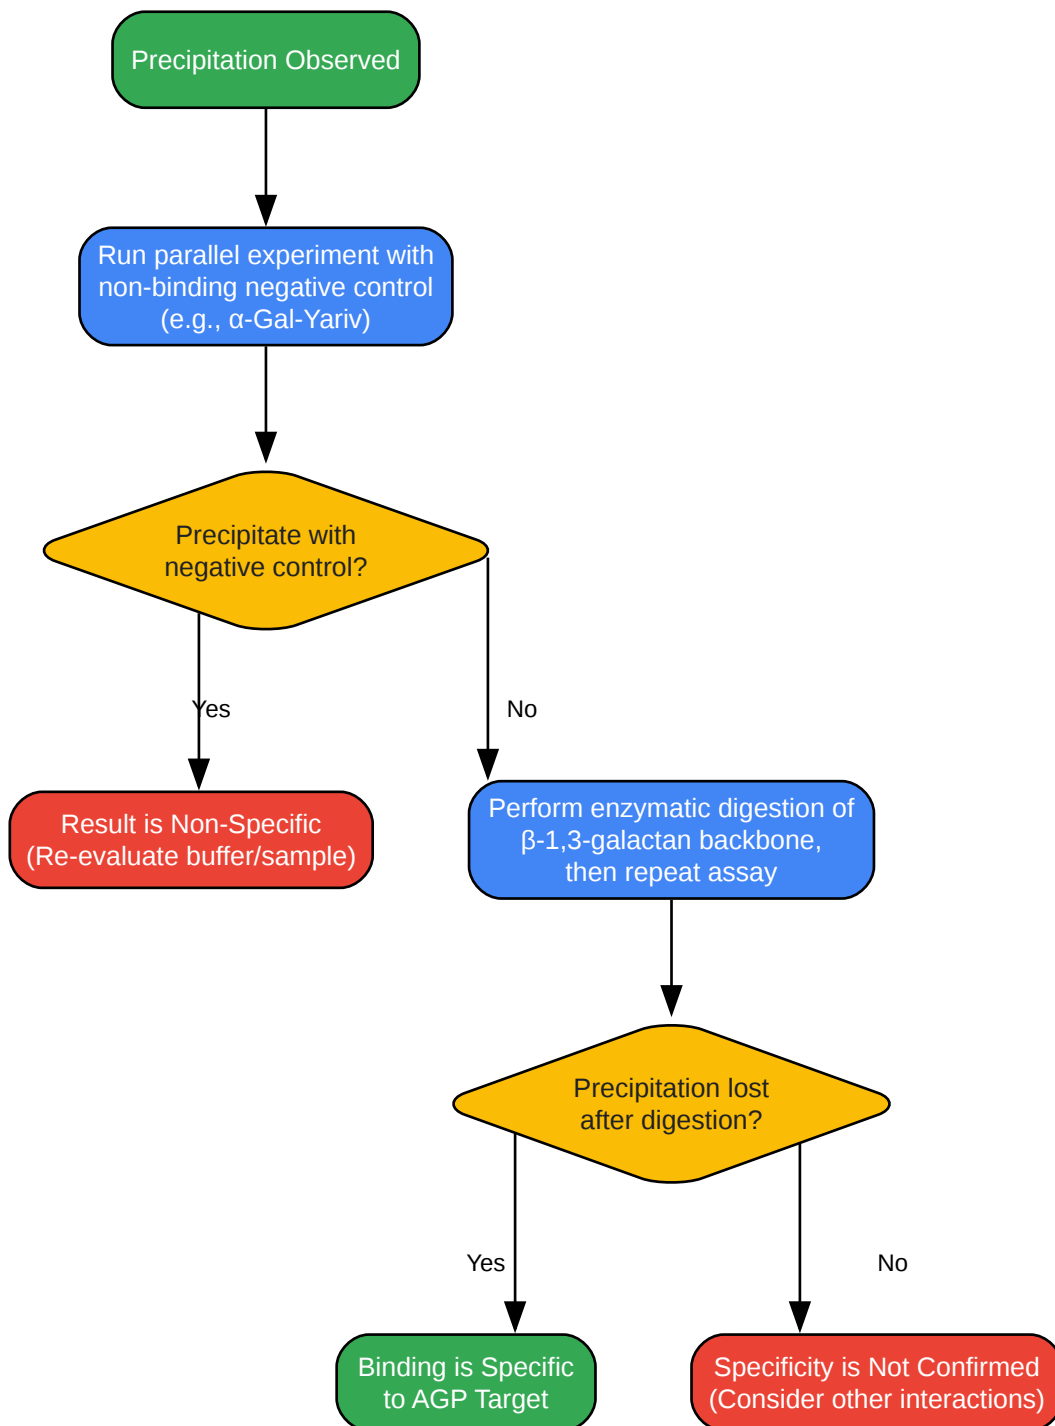 Precipitation Observed
Run parallel experiment with
non-binding negative control
(e.g., α-Gal-Yariv)
Precipitate with
negative control?
Yes
No
Result is Non-Specific
(Re-evaluate buffer/sample)
Perform enzymatic digestion of
β-1,3-galactan backbone,
then repeat assay
Precipitation lost
after digestion?
Yes
No
Binding is Specific
to AGP Target
Specificity is Not Confirmed
(Consider other interactions)